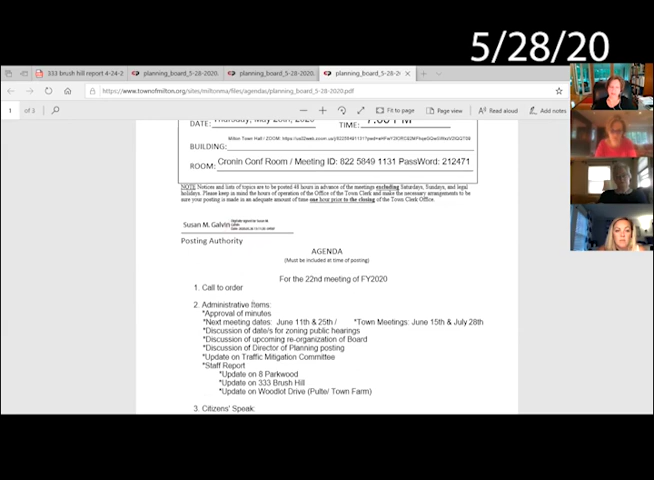 5/28/20
333 brush hill report 4-24-2
planning_board_5-28-2020.
planning_board_5-28-2020.
planning_board_5-28-2
https://www.townofmilton.org/sites/miltonma/files/agendas/planning_board_5-28-2020.pdf
1 of 3
Fit to page
Page view
Read aloud
Add notes
DATE:
TIME:
BUILDING:
ROOM: Cronin Conf Room / Meeting ID: 822 5849 1131 PassWord: 212471
NOTE Notices and lists of topics are to be posted 48 hours in advance of the meetings excluding Saturdays, Sundays, and legal
holidays. Please keep in mind the hours of operation of the Office of the Town Clerk and make the necessary arrangements to be
sure your posting is made in an adequate amount of time one hour prior to the closing of the Town Clerk Office.
Susan M. Galvin
Posting Authority
AGENDA
(Must be included at time of posting)
For the 22nd meeting of FY2020
1. Call to order
2. Administrative Items:
*Approval of minutes
*Next meeting dates: June 11th & 25th / *Town Meetings: June 15th & July 28th
*Discussion of date/s for zoning public hearings
*Discussion of upcoming re-organization of Board
*Discussion of Director of Planning posting
*Update on Traffic Mitigation Committee
*Staff Report
*Update on 8 Parkwood
*Update on 333 Brush Hill
*Update on Woodlot Drive (Pulte/ Town Farm)
3. Citizens' Speak: